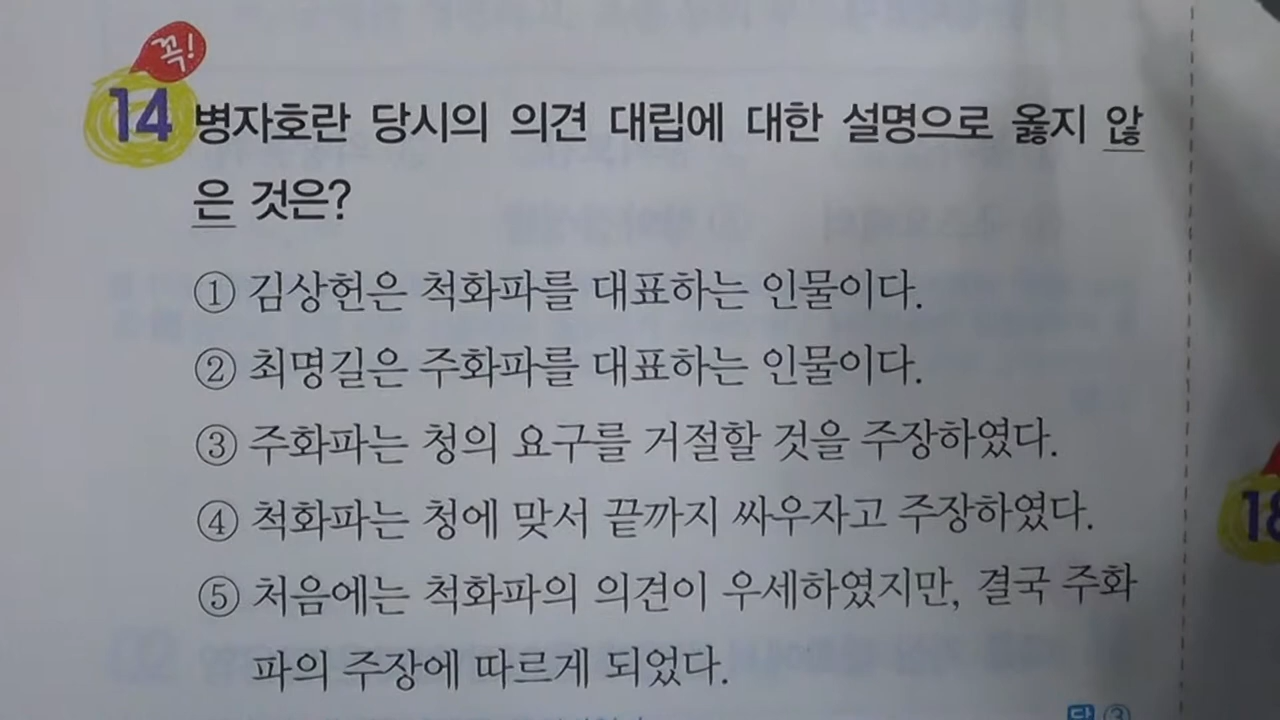 꼭!
14 병자호란 당시의 의견 대립에 대한 설명으로 옳지 않
은 것은?
① 김상헌은 척화파를 대표하는 인물이다.
② 최명길은 주화파를 대표하는 인물이다.
③ 주화파는 청의 요구를 거절할 것을 주장하였다.
④ 척화파는 청에 맞서 끝까지 싸우자고 주장하였다.
⑤ 처음에는 척화파의 의견이 우세하였지만, 결국 주화
파의 주장에 따르게 되었다.
답 ③
18